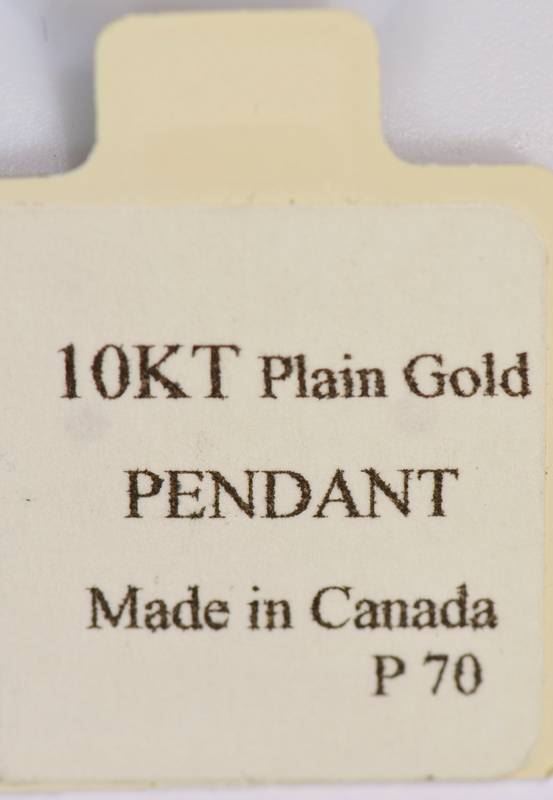 10KT Plain Gold
PENDANT
Made in Canada
P 70